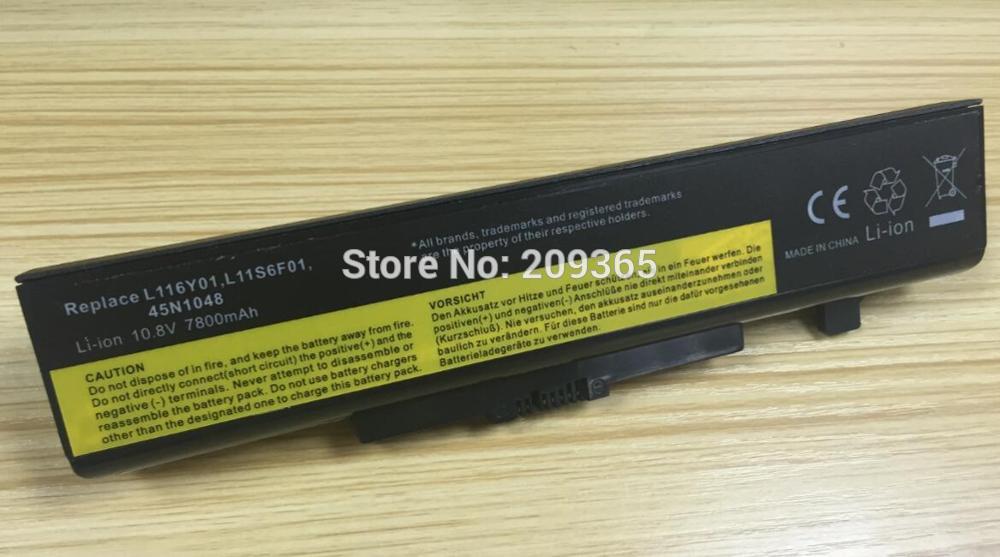 Replace L116Y01,L11S6F01,
45N1048
Li-ion 10.8V 7800mAh
*All brands, trademarks and registered trademarks
are the property of their respective holders.
CE
MADE IN CHINA
Li-ion
Store No: 209365
CAUTION
Do not dispose of in fire, and keep the battery away from fire.
Do not directly connect(short circuit) the positive(+) and the
negative (-) terminals. Never attempt to disassemble or
reassemble the battery pack. Do not use battery chargers
other than the designated one to charge this battery pack.
VORSICHT
Den Akkusatz vor Hitze und Feuer schützen oder in ein Feuer werfen. Die
positiven(+) und negativen(-) Anschlüße nie direkt miteinander verbinden
(Kurzschluß). Nie versuchen, den akkusatz auseinanderzunehmen oder
baulich zu verändern. Für diese Batterien sind nur dafür bestimmte
Batterieladegeräte zu verwenden.